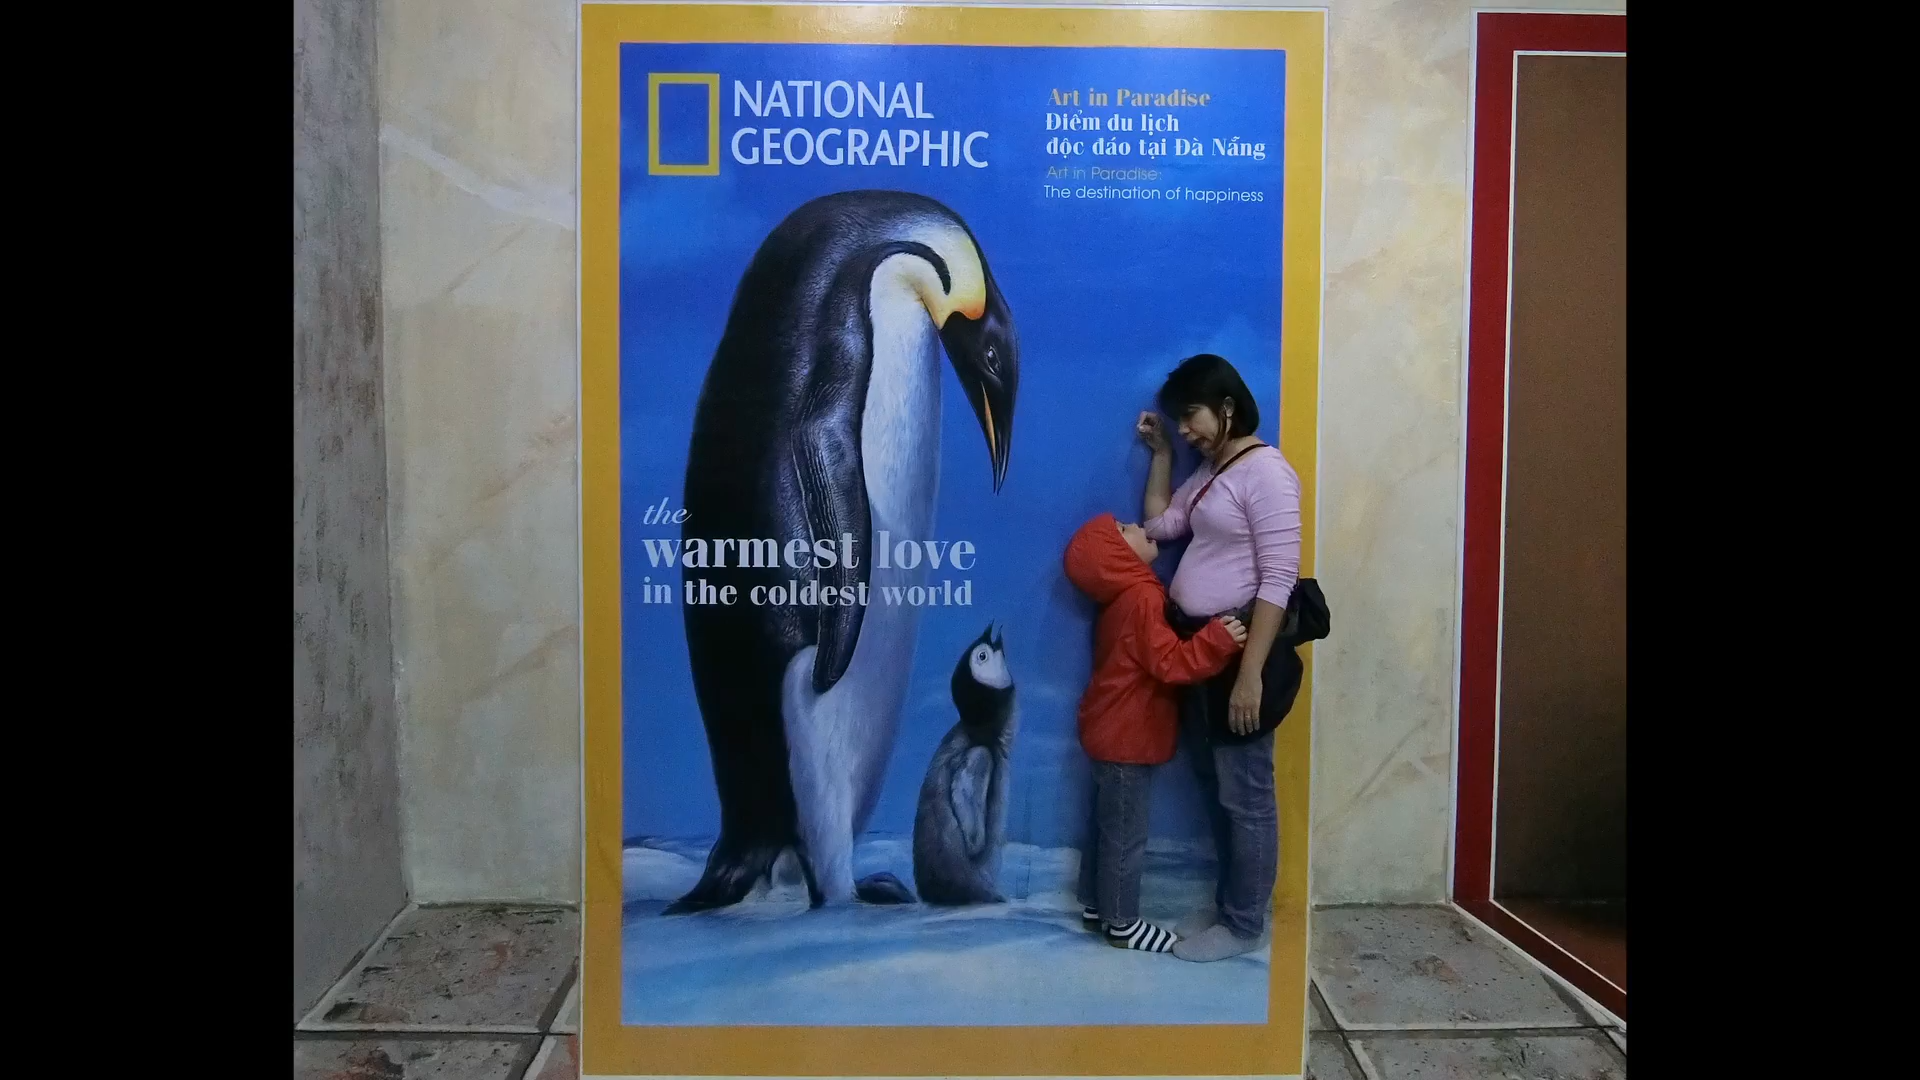 NATIONAL
GEOGRAPHIC
Art in Paradise
Điểm du lịch
độc đáo tại Đà Nẵng
Art in Paradise:
The destination of happiness
the
warmest love
in the coldest world